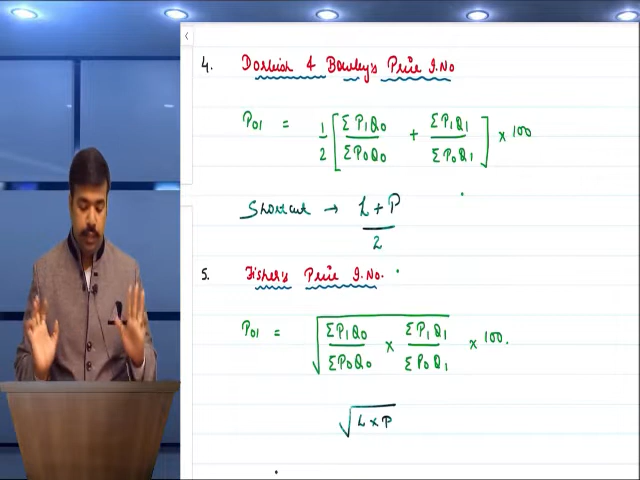 4. Dorbish & Bowley's Price I.No
P01 = 1/2 [ΣP1Q0/ΣP0Q0 + ΣP1Q1/ΣP0Q1] × 100
Shortcut → L + P / 2
5. Fisher's Price I.No.
P01 = √(ΣP1Q0/ΣP0Q0 × ΣP1Q1/ΣP0Q1) × 100.
√(L × P)